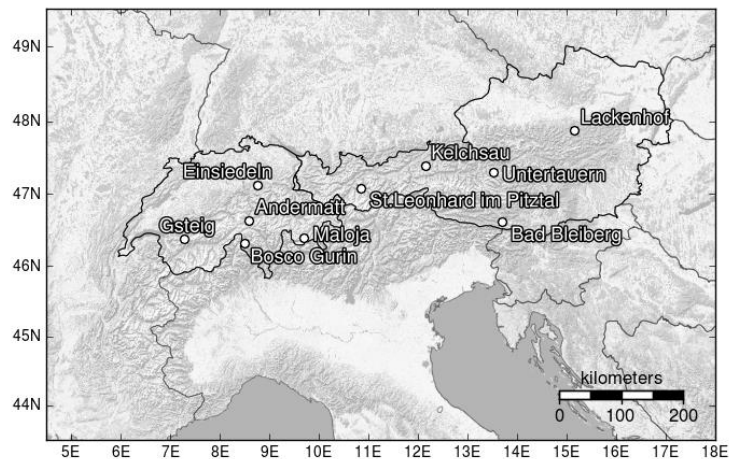 49N
48N
47N
46N
45N
44N
Lackenhof
Kelchsau
Einsiedeln
Untertauern
St.Leonhard im Pitztal
Andermatt
Gsteig
Maloja
Bad Bleiberg
Bosco Gurin
kilometers
0 100 200
5E 6E 7E 8E 9E 10E 11E 12E 13E 14E 15E 16E 17E 18E